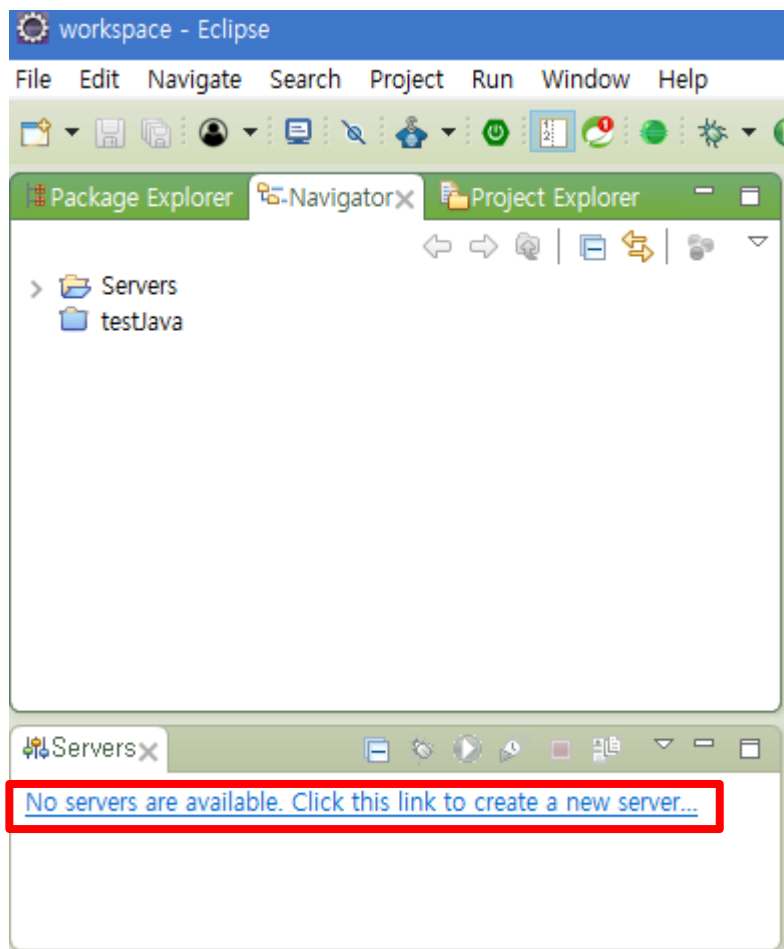 workspace - Eclipse
File Edit Navigate Search Project Run Window Help
Package Explorer Navigator Project Explorer
Servers
testJava
Servers
No servers are available. Click this link to create a new server...